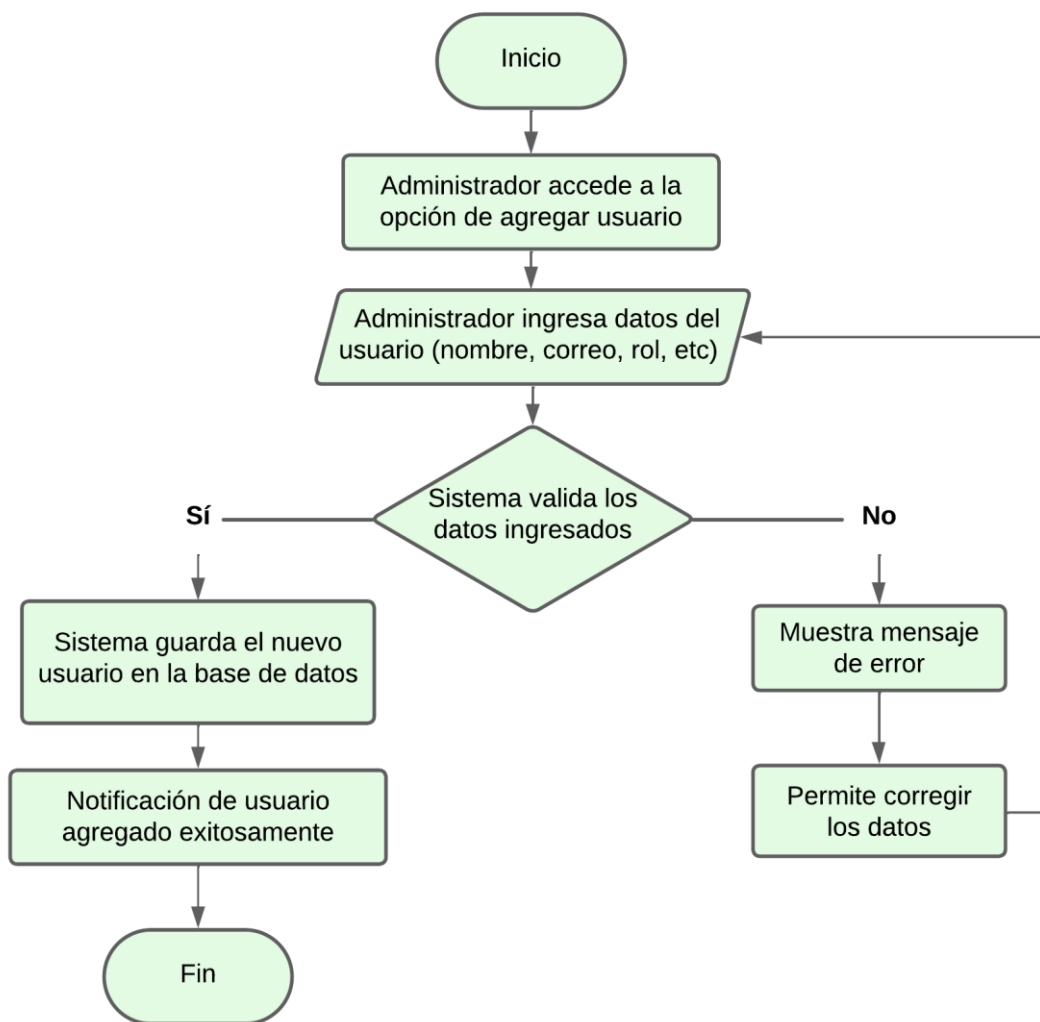 Inicio
Administrador accede a la
opción de agregar usuario
Administrador ingresa datos del
usuario (nombre, correo, rol, etc)
Sistema valida los
datos ingresados
Sí
No
Sistema guarda el nuevo
usuario en la base de datos
Muestra mensaje
de error
Notificación de usuario
agregado exitosamente
Permite corregir
los datos
Fin